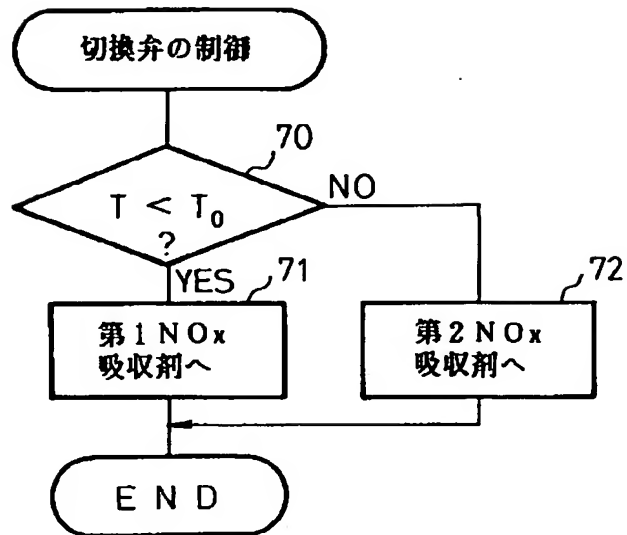 切換弁の制御
70
T < T₀
?
NO
YES
71
第1NOx
吸収剤へ
72
第2NOx
吸収剤へ
END